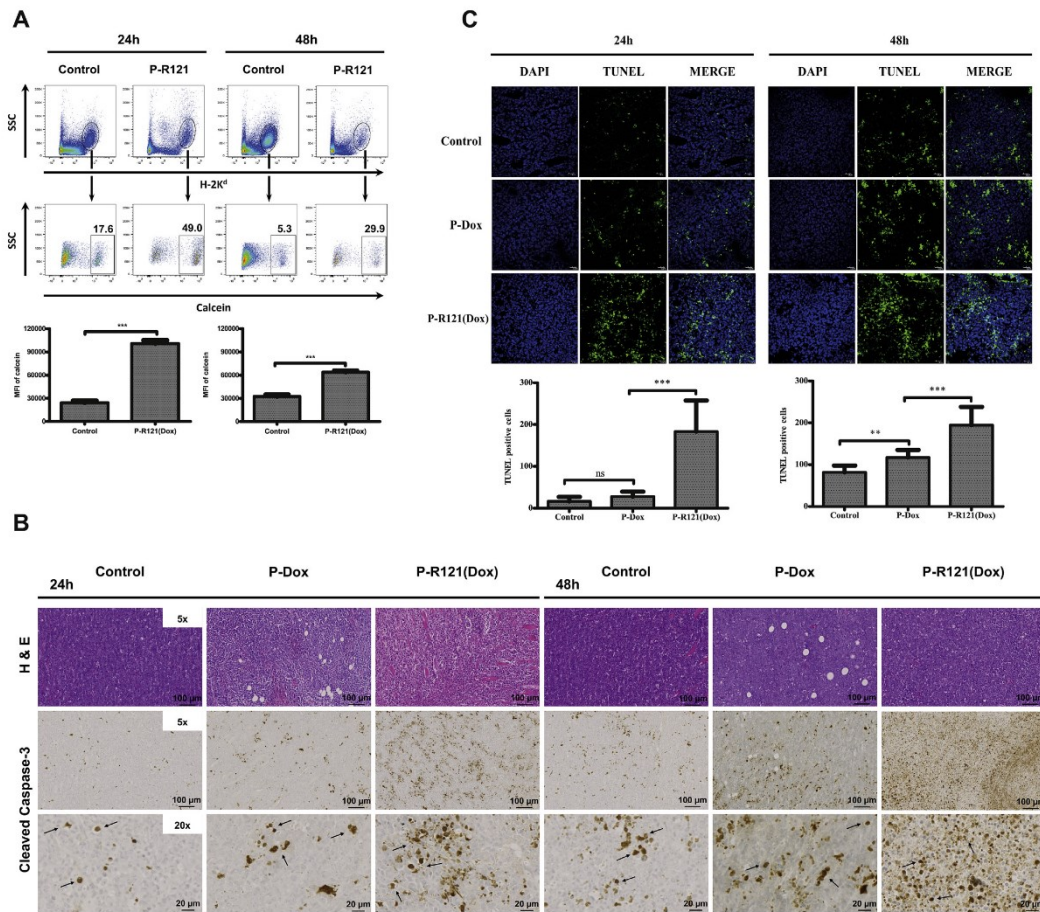 A
24h 48h
Control P-R121 Control P-R121
SSC
H-2Kd
17.6 49.0 5.3 29.9
SSC
Calcein
*** ***
MFI of calcein
120000
90000
60000
30000
0
Control P-R121(Dox)
MFI of calcein
120000
90000
60000
30000
0
Control P-R121(Dox)
C
24h 48h
DAPI TUNEL MERGE DAPI TUNEL MERGE
Control
P-Dox
P-R121(Dox)
TUNEL positive cells
300
200
100
0
ns ***
Control P-Dox P-R121(Dox)
TUNEL positive cells
300
200
100
0
** ***
Control P-Dox P-R121(Dox)
B
Control P-Dox P-R121(Dox) Control P-Dox P-R121(Dox)
24h 48h
H & E
5x
100 µm 100 µm 100 µm 100 µm 100 µm 100 µm
Cleaved Caspase-3
5x
100 µm 100 µm 100 µm 100 µm 100 µm 100 µm
20x
20 µm 20 µm 20 µm 20 µm 20 µm 20 µm